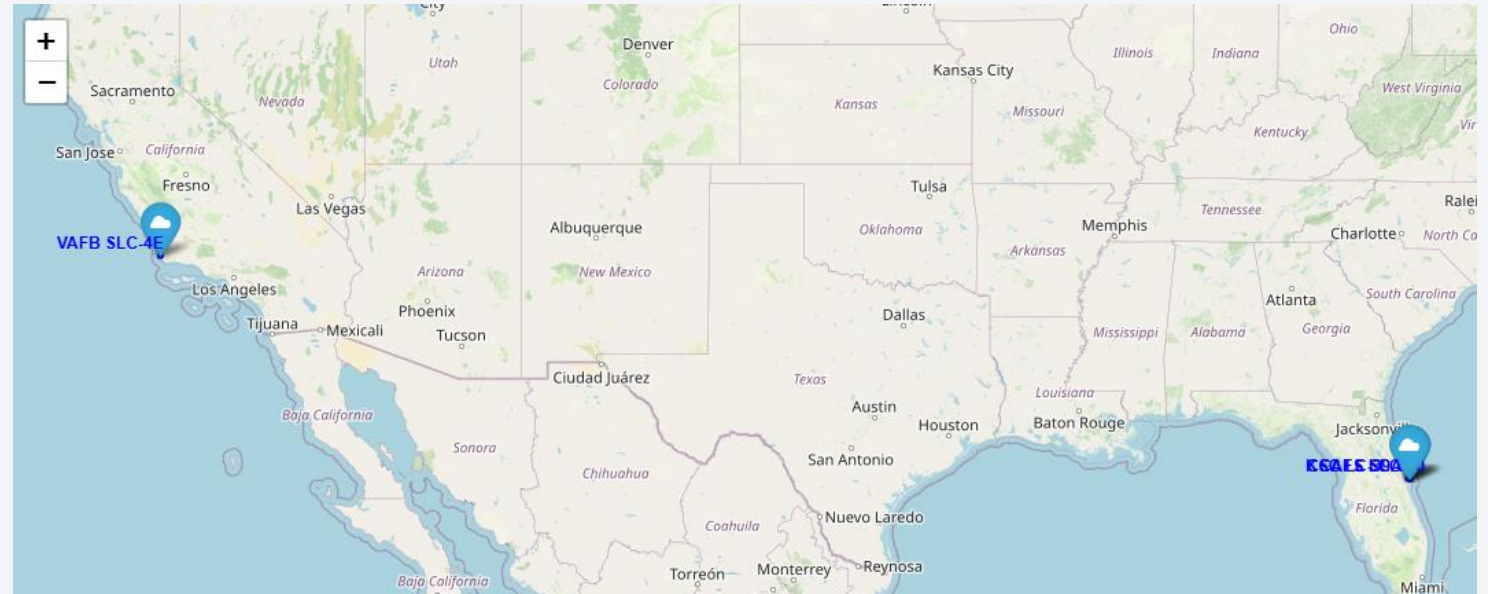 City
+
Denver
Ohio
Utah
Illinois
Indiana
−
Kansas City
Sacramento
Colorado
West Virginia
Nevada
Kansas
Missouri
Kentucky
San Jose
California
Fresno
Tulsa
Las Vegas
Tennessee
Albuquerque
Memphis
Oklahoma
Charlotte
VAFB SLC-4E
Arkansas
Arizona
New Mexico
Los Angeles
South Carolina
Atlanta
Phoenix
Dallas
Tijuana
Mexicali
Tucson
Mississippi
Alabama
Georgia
Ciudad Juárez
Texas
Louisiana
Austin
Baja California
Houston
Baton Rouge
Jacksonvill
Sonora
San Antonio
Chihuahua
Florida
Nuevo Laredo
Coahuila
Torreón
Monterrey
Reynosa
Baja California
Miami